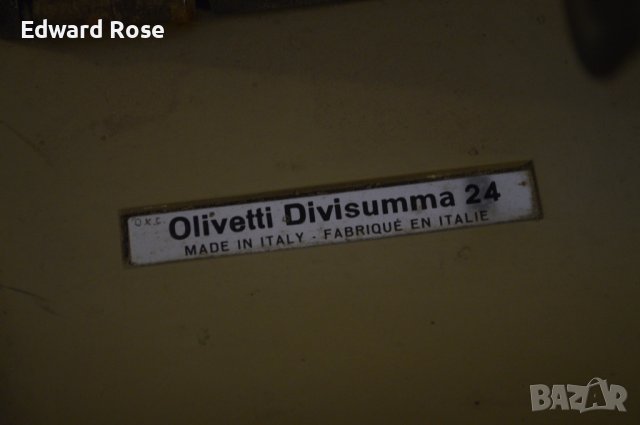 Edward Rose
O.K.C.
Olivetti Divisumma 24
MADE IN ITALY - FABRIQUÉ EN ITALIE
BAZAR